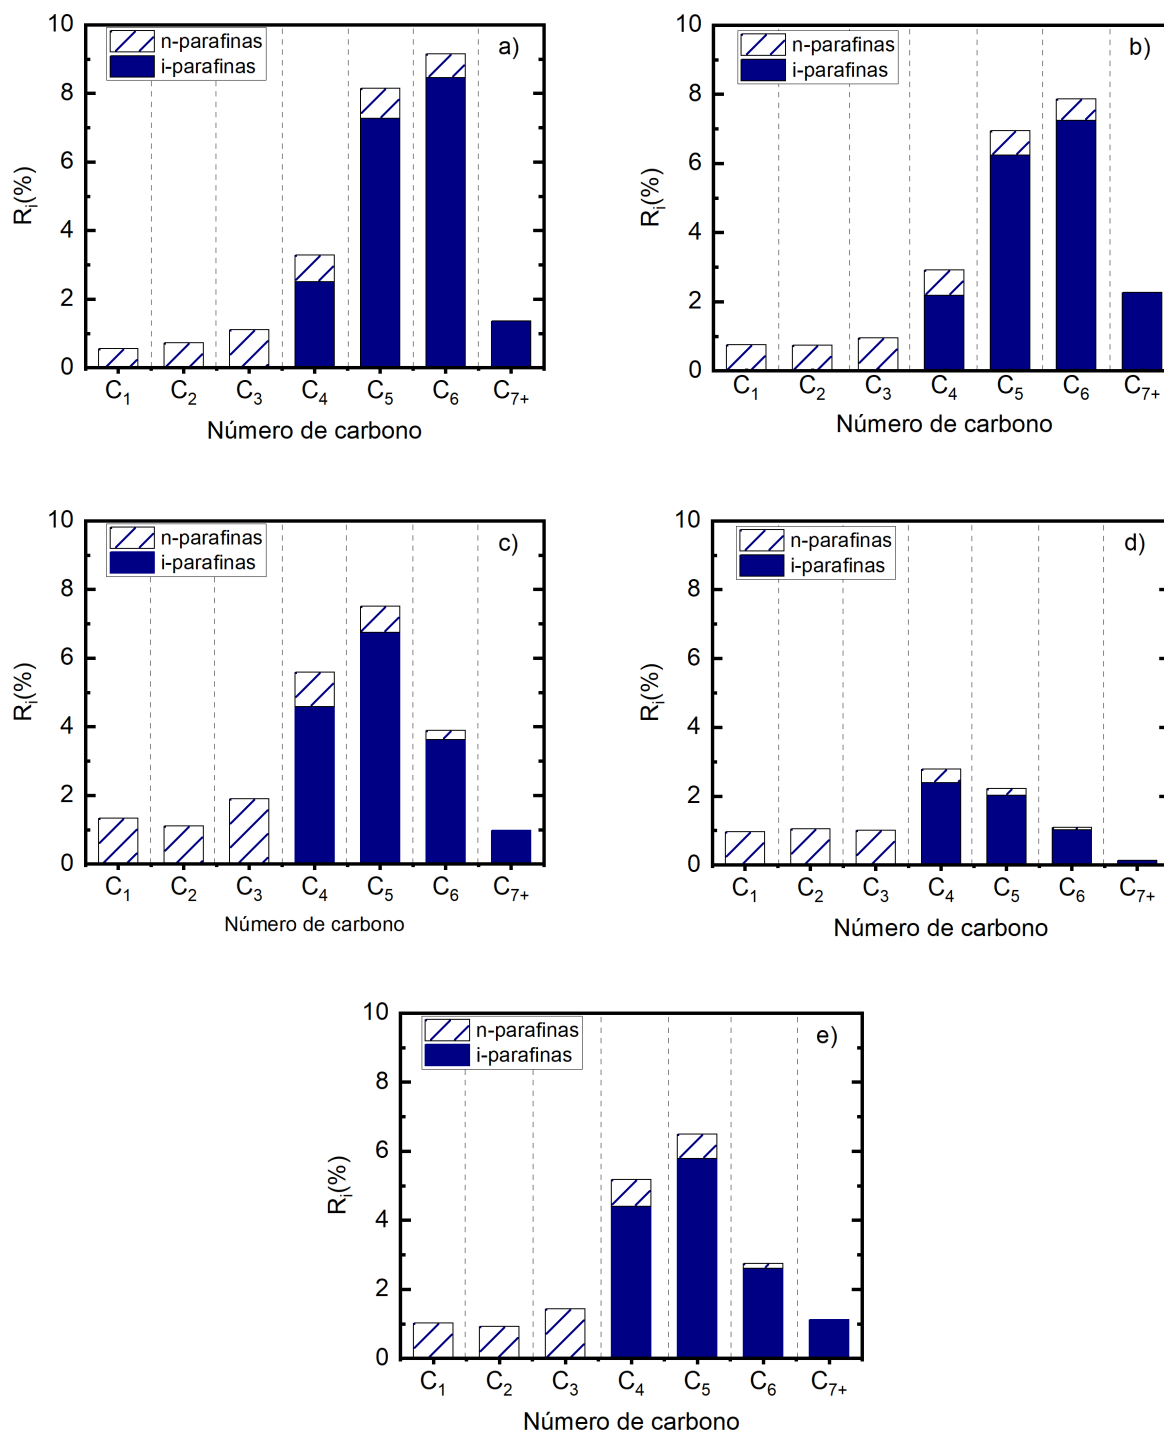 a)
n-parafinas
i-parafinas
10
8
6
4
2
0
Rᵢ(%)
C₁ C₂ C₃ C₄ C₅ C₆ C₇₊
Número de carbono
b)
n-parafinas
i-parafinas
10
8
6
4
2
0
Rᵢ(%)
C₁ C₂ C₃ C₄ C₅ C₆ C₇₊
Número de carbono
c)
n-parafinas
i-parafinas
10
8
6
4
2
0
Rᵢ(%)
C₁ C₂ C₃ C₄ C₅ C₆ C₇₊
Número de carbono
d)
n-parafinas
i-parafinas
10
8
6
4
2
0
Rᵢ(%)
C₁ C₂ C₃ C₄ C₅ C₆ C₇₊
Número de carbono
e)
n-parafinas
i-parafinas
10
8
6
4
2
0
Rᵢ(%)
C₁ C₂ C₃ C₄ C₅ C₆ C₇₊
Número de carbono